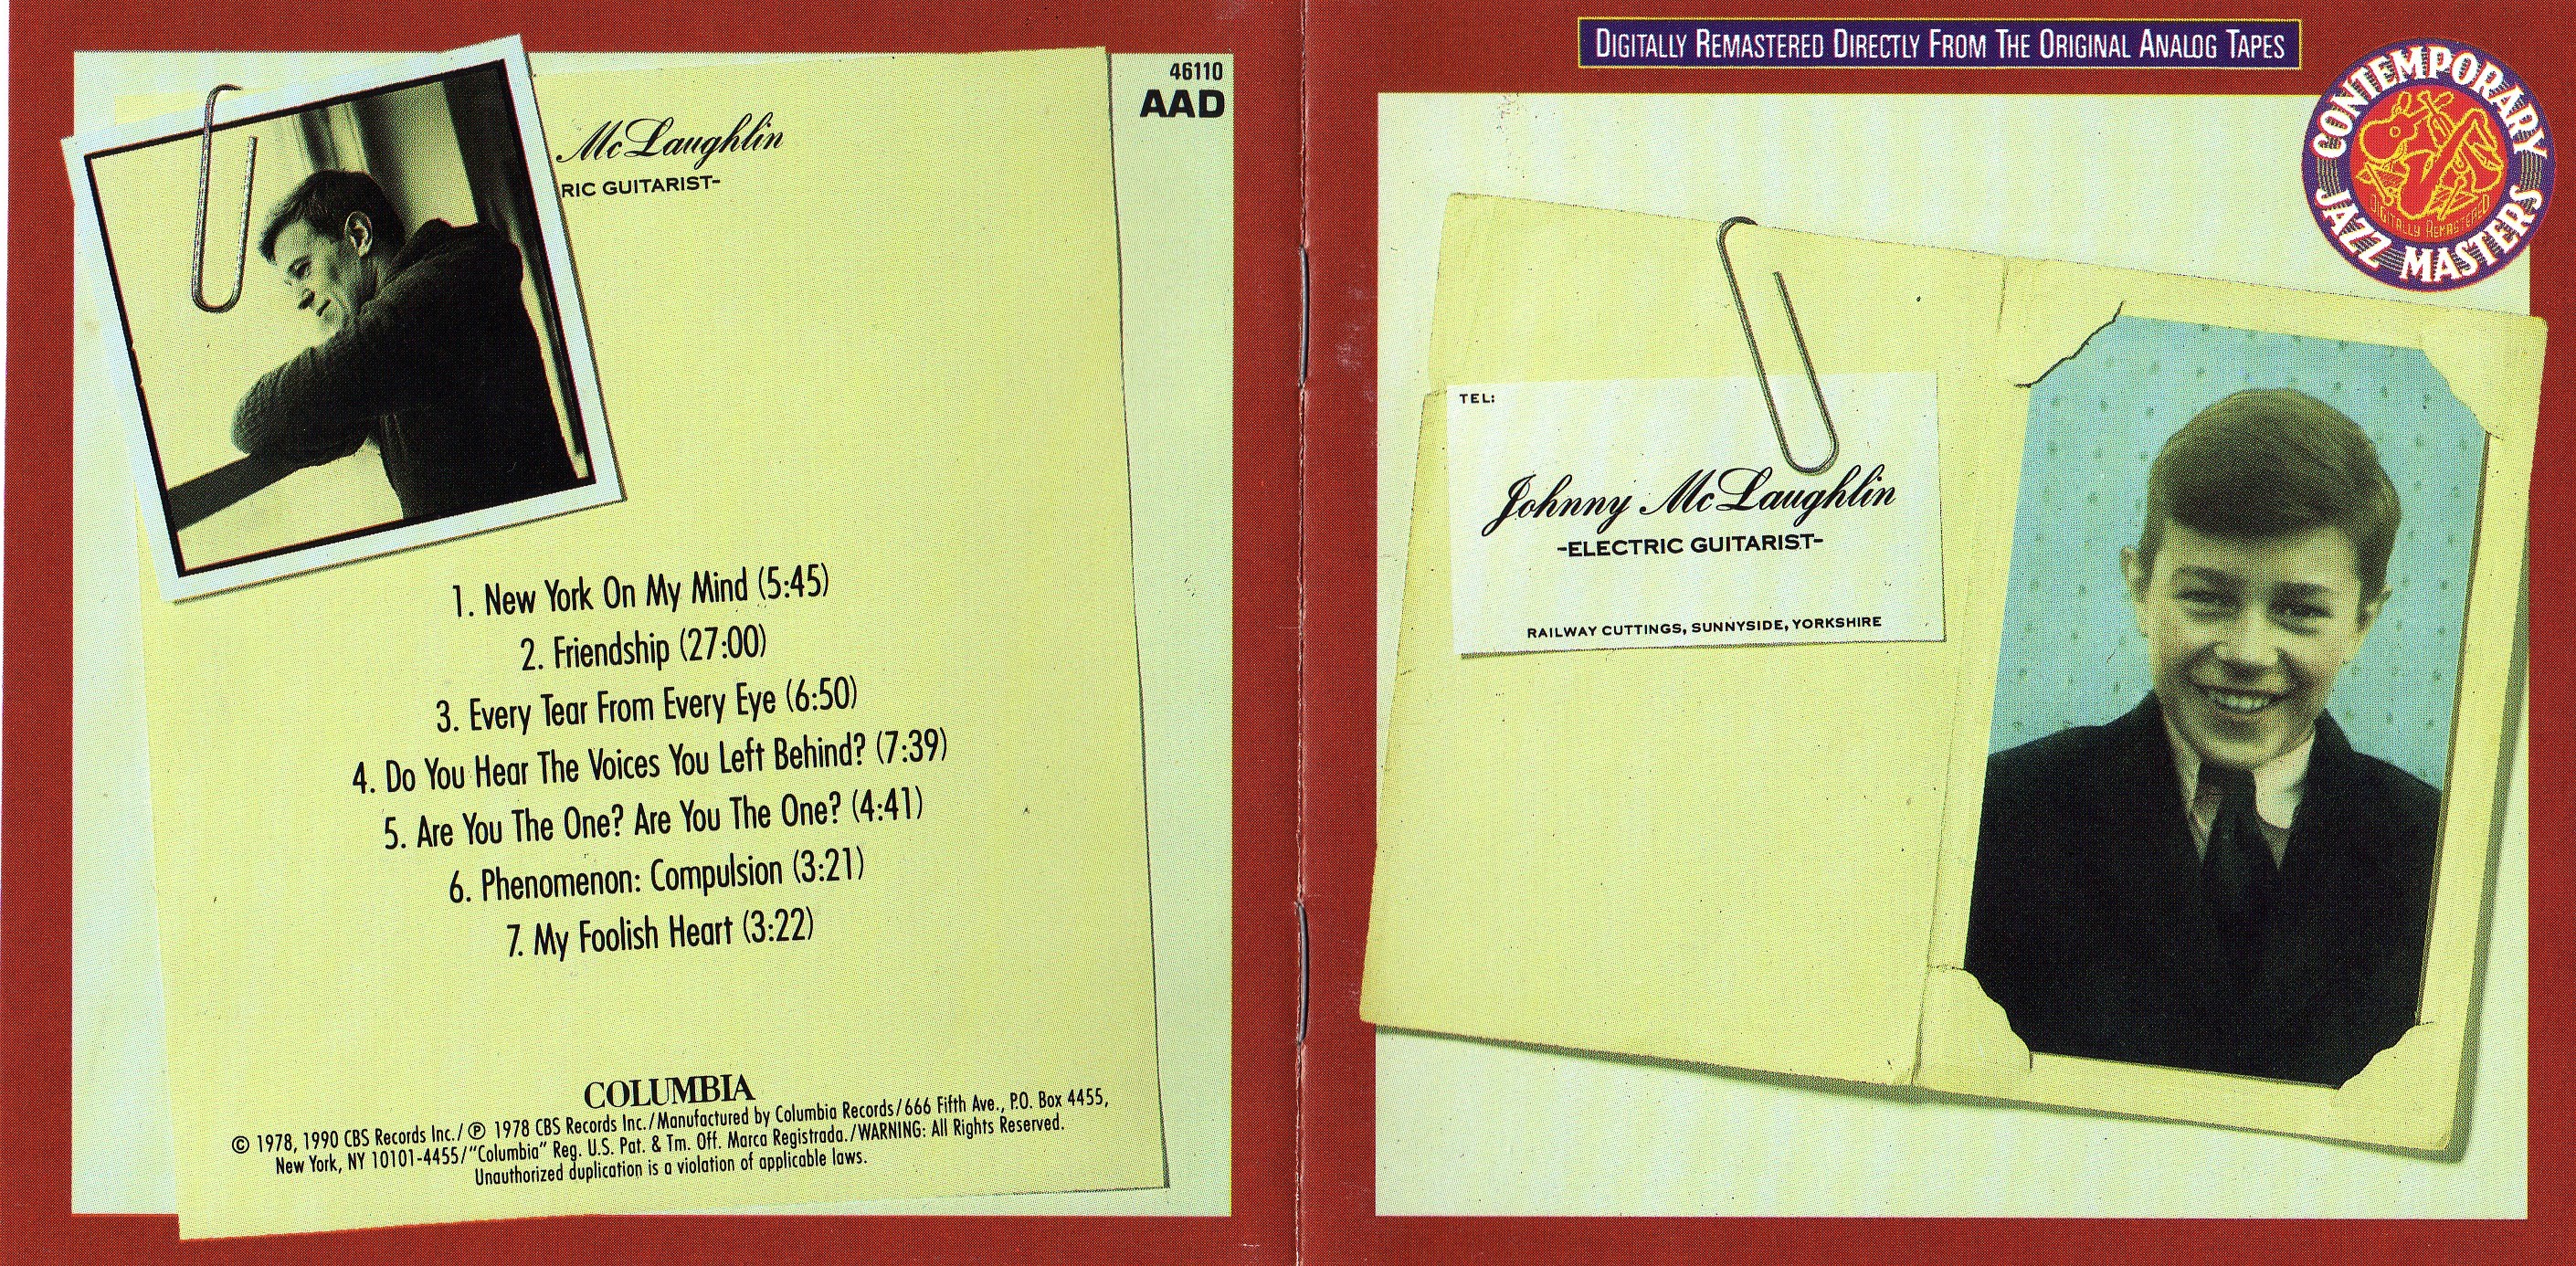 46110
AAD
McLaughlin
RIC GUITARIST-
1. New York On My Mind (5:45)
2. Friendship (27:00)
3. Every Tear From Every Eye (6:50)
4. Do You Hear The Voices You Left Behind? (7:39)
5. Are You The One? Are You The One? (4:41)
6. Phenomenon: Compulsion (3:21)
7. My Foolish Heart (3:22)
COLUMBIA
© 1978, 1990 CBS Records Inc./ ℗ 1978 CBS Records Inc./Manufactured by Columbia Records/666 Fifth Ave., P.O. Box 4455,
New York, NY 10101-4455/"Columbia" Reg. U.S. Pat. & Tm. Off. Marca Registrada./WARNING: All Rights Reserved.
Unauthorized duplication is a violation of applicable laws.
DIGITALLY REMASTERED DIRECTLY FROM THE ORIGINAL ANALOG TAPES
CONTEMPORARY
DIGITALLY REMASTERED
JAZZ MASTERS
TEL:
Johnny McLaughlin
-ELECTRIC GUITARIST-
RAILWAY CUTTINGS, SUNNYSIDE, YORKSHIRE